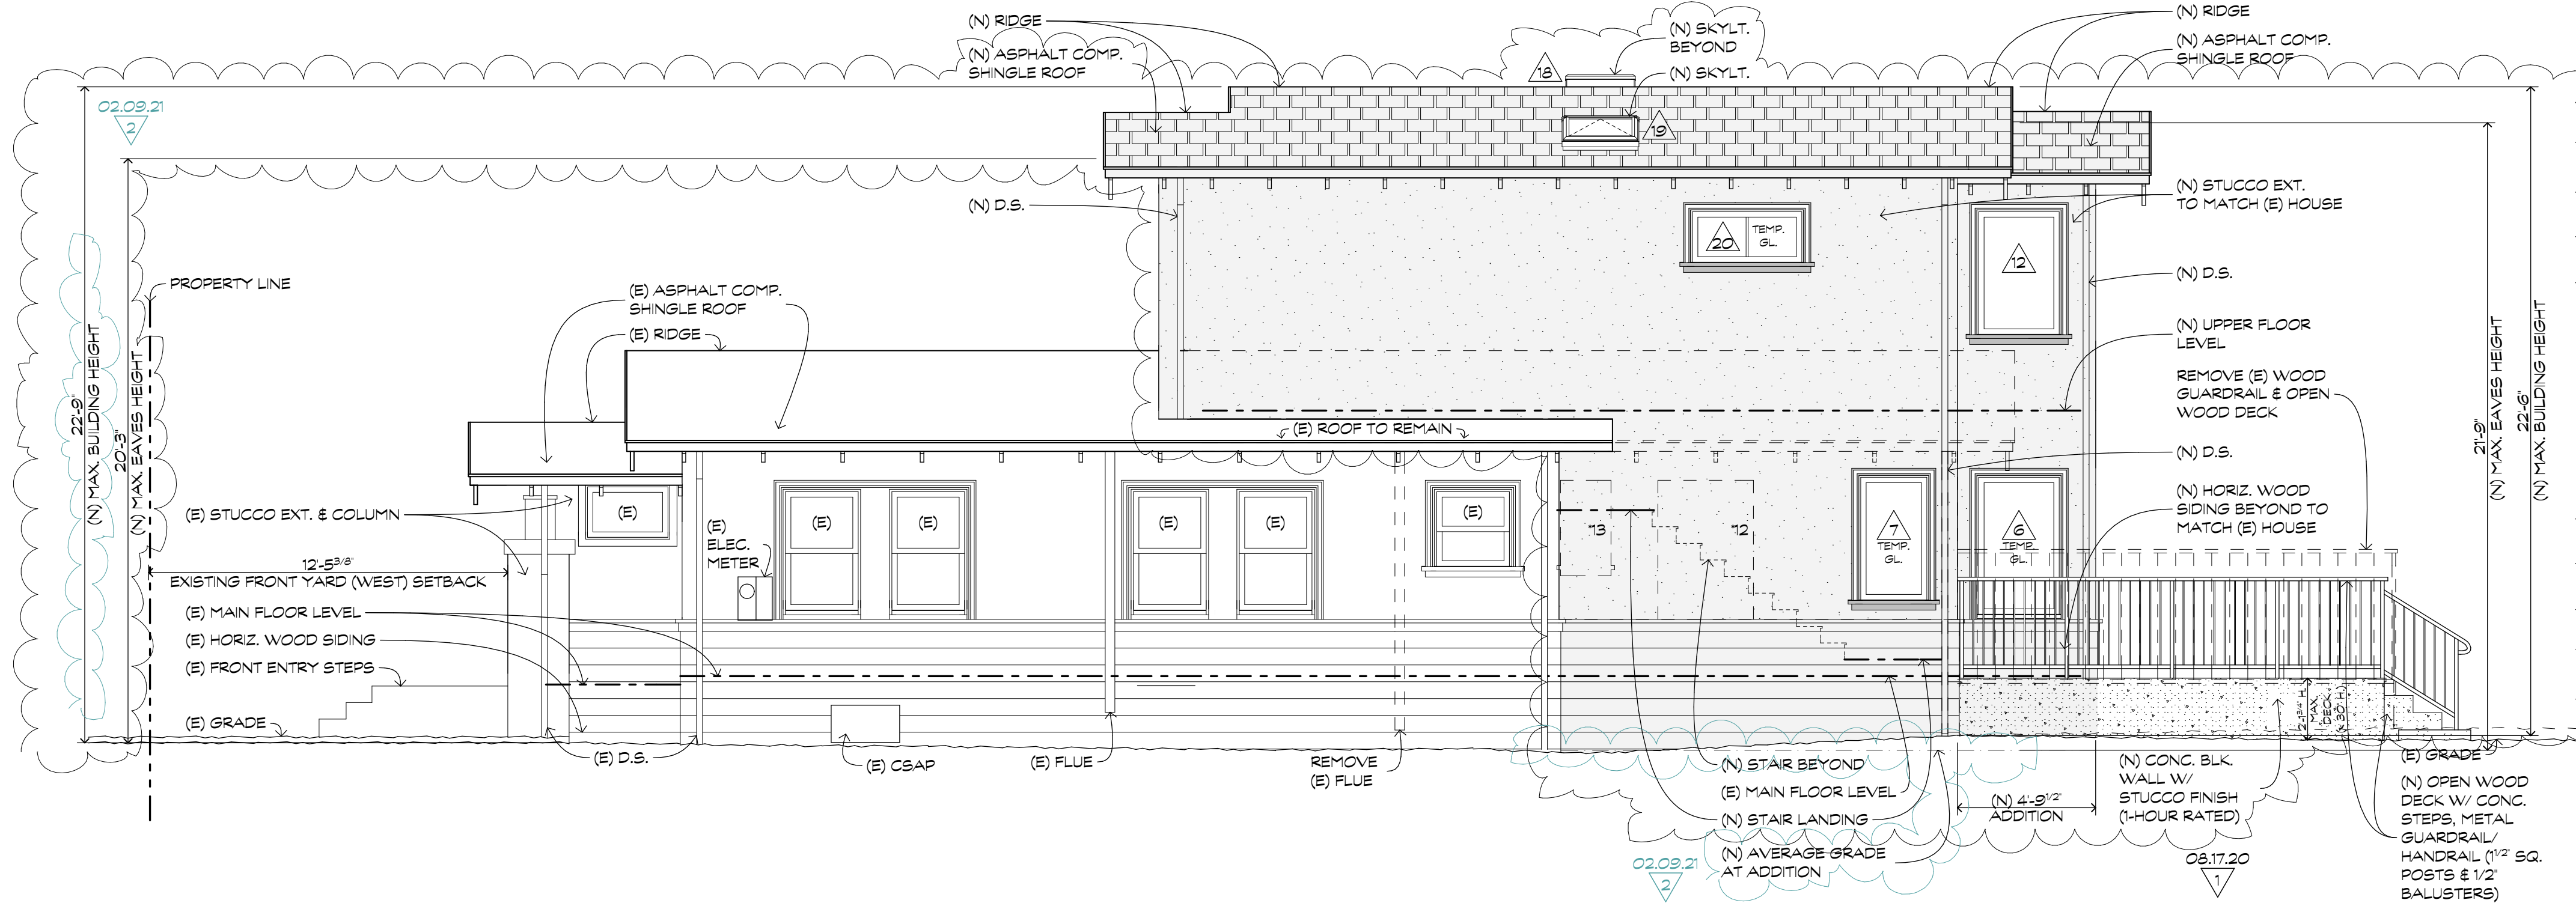 (N) RIDGE
(N) ASPHALT COMP.
SHINGLE ROOF
(N) SKYLT.
BEYOND
(N) SKYLT.
18
19
(N) RIDGE
(N) ASPHALT COMP.
SHINGLE ROOF
02.09.21
2
(N) D.S.
20
TEMP.
GL.
12
(N) STUCCO EXT.
TO MATCH (E) HOUSE
(N) D.S.
(N) UPPER FLOOR
LEVEL
REMOVE (E) WOOD
GUARDRAIL & OPEN
WOOD DECK
(N) D.S.
(N) HORIZ. WOOD
SIDING BEYOND TO
MATCH (E) HOUSE
22'-9"
(N) MAX. BUILDING HEIGHT
20'-3"
(N) MAX. EAVES HEIGHT
PROPERTY LINE
(E) ASPHALT COMP.
SHINGLE ROOF
(E) RIDGE
(E) ROOF TO REMAIN
21'-9"
(N) MAX. EAVES HEIGHT
22'-6"
(N) MAX. BUILDING HEIGHT
(E) STUCCO EXT. & COLUMN
12'-5 3/8"
EXISTING FRONT YARD (WEST) SETBACK
(E) MAIN FLOOR LEVEL
(E) HORIZ. WOOD SIDING
(E) FRONT ENTRY STEPS
(E) GRADE
(E)
(E)
ELEC.
METER
(E)
(E)
(E)
(E)
(E)
13
12
7
TEMP.
GL.
6
TEMP.
GL.
2'-1 3/4" H.
MAX.
DECK
(< 30" H.)
(E) D.S.
(E) CSAP
(E) FLUE
REMOVE
(E) FLUE
(N) STAIR BEYOND
(E) MAIN FLOOR LEVEL
(N) STAIR LANDING
(N) AVERAGE GRADE
AT ADDITION
(N) 4'-9 1/2"
ADDITION
(N) CONC. BLK.
WALL W/
STUCCO FINISH
(1-HOUR RATED)
(E) GRADE
(N) OPEN WOOD
DECK W/ CONC.
STEPS, METAL
GUARDRAIL/
HANDRAIL (1 1/2" SQ.
POSTS & 1/2"
BALUSTERS)
02.09.21
2
08.17.20
1